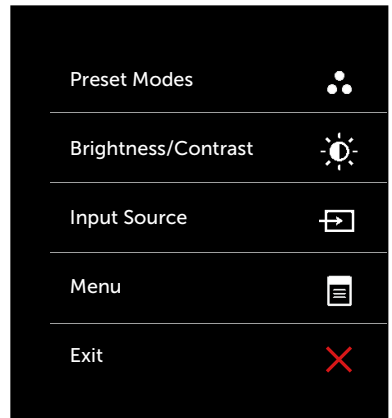 Preset Modes
Brightness/Contrast
Input Source
Menu
Exit